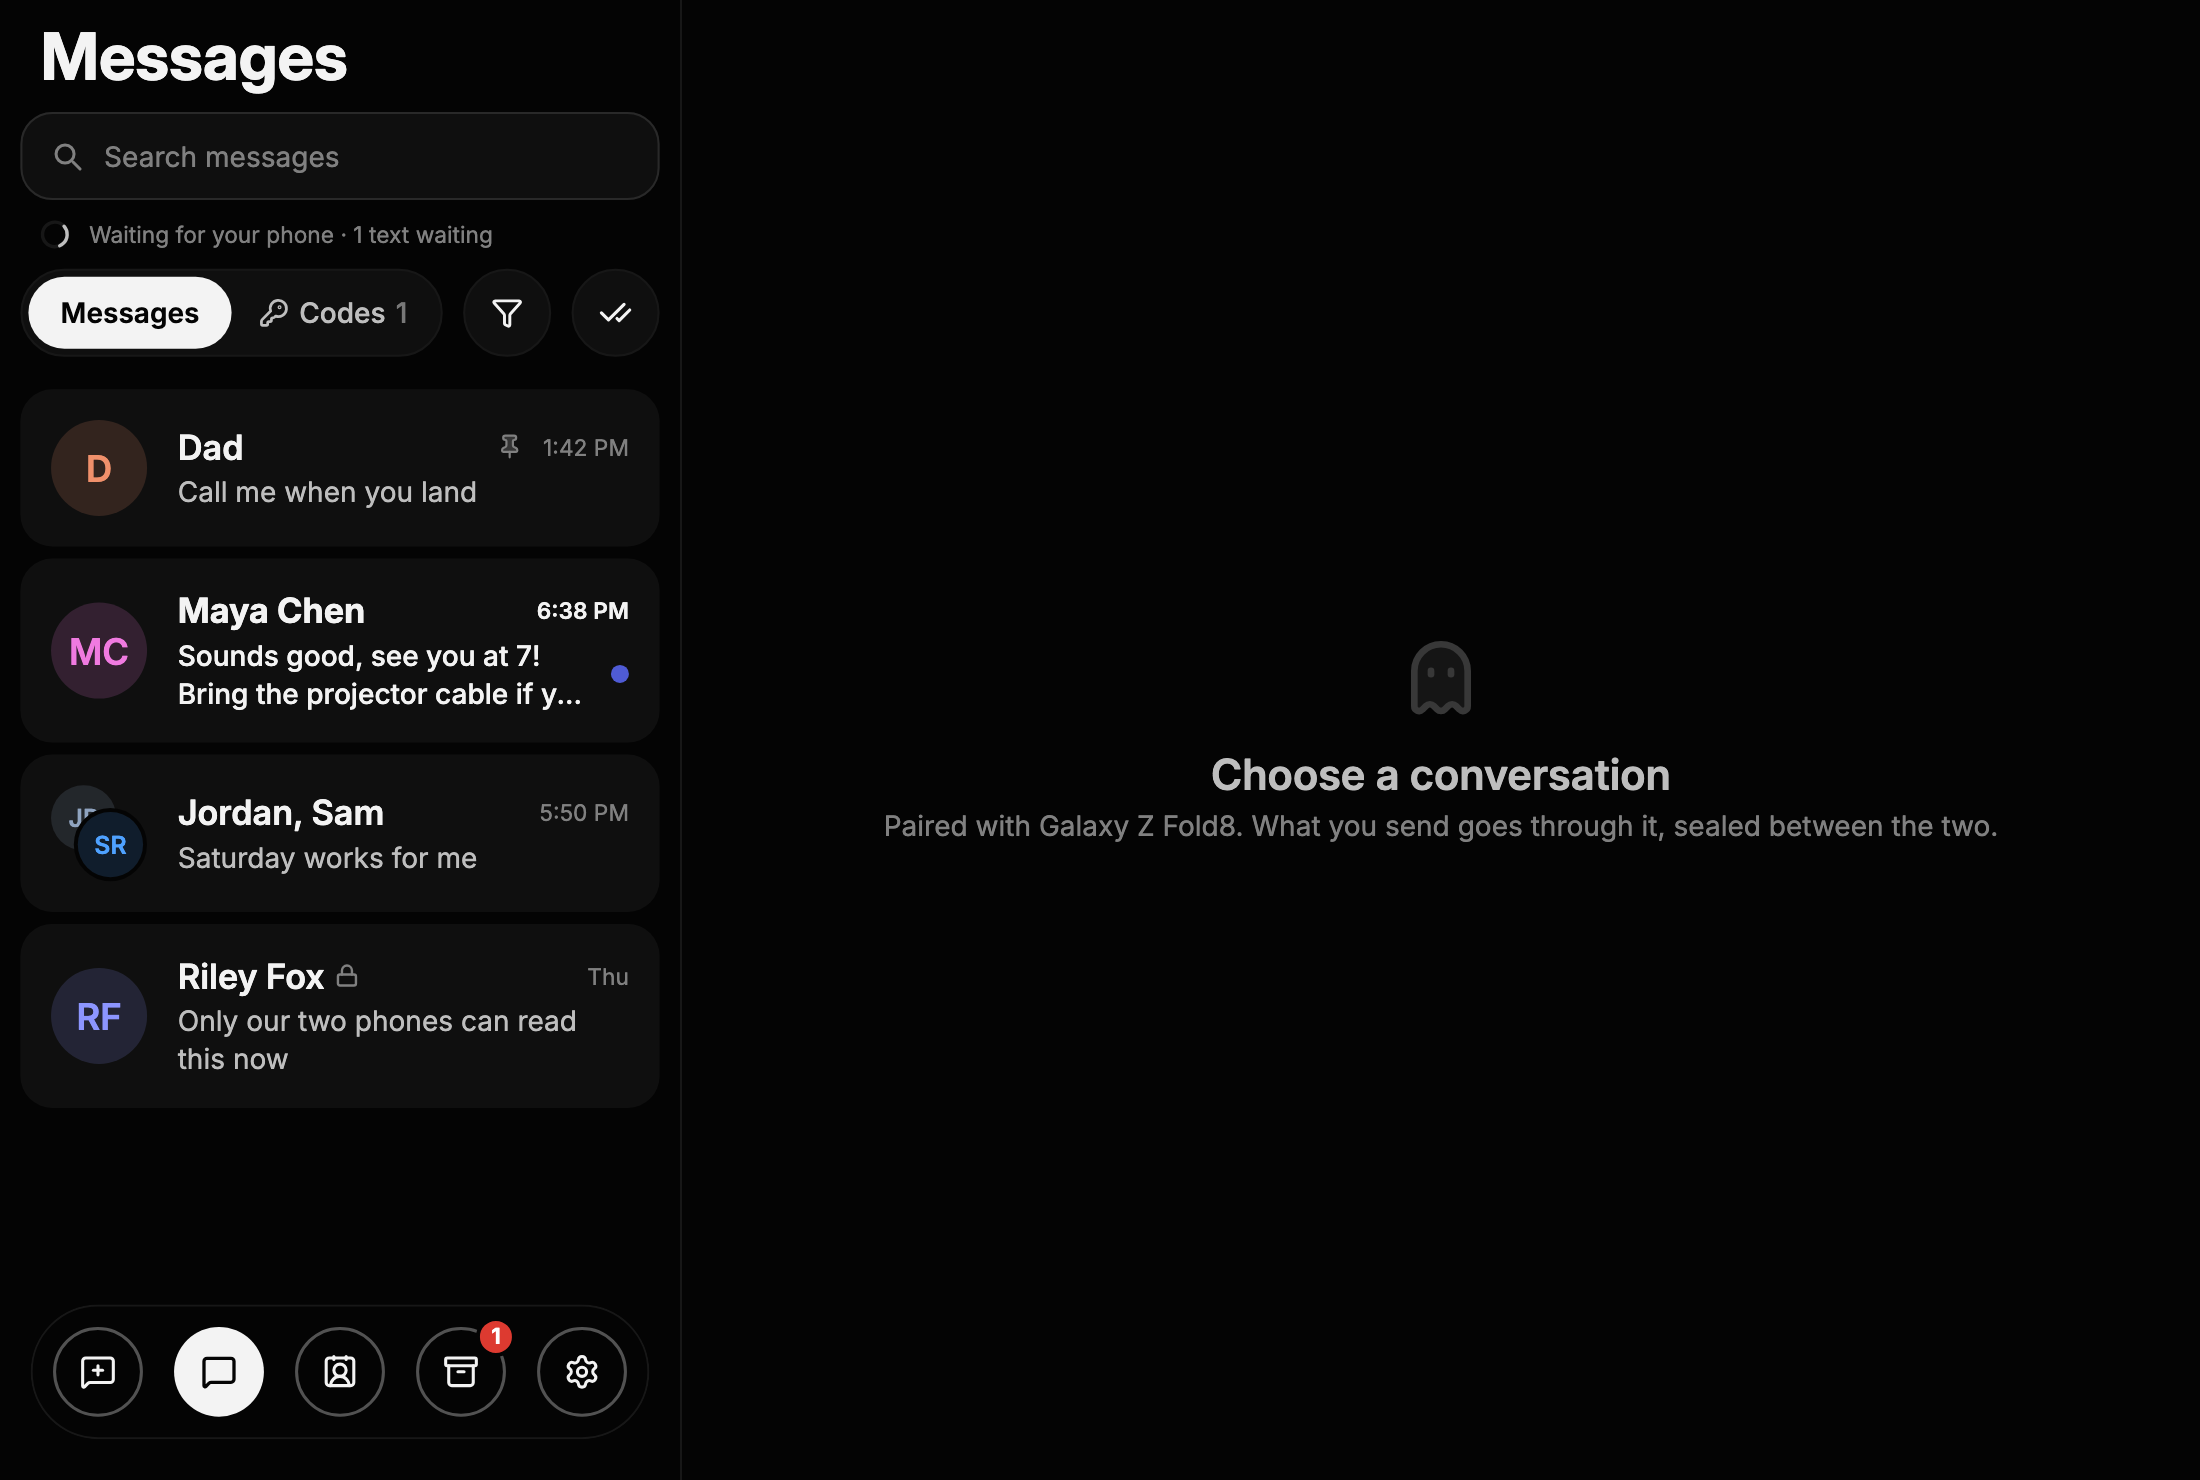 Messages
Search messages
Waiting for your phone · 1 text waiting
Messages
Codes 1
D
Dad
1:42 PM
Call me when you land
MC
Maya Chen
6:38 PM
Sounds good, see you at 7!
Bring the projector cable if y...
SR
Jordan, Sam
5:50 PM
Saturday works for me
RF
Riley Fox
Thu
Only our two phones can read
this now
1
Choose a conversation
Paired with Galaxy Z Fold8. What you send goes through it, sealed between the two.